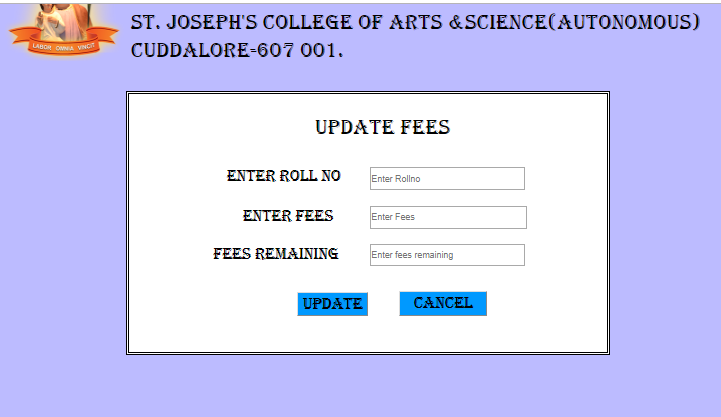 ST. JOSEPH'S COLLEGE OF ARTS &SCIENCE(AUTONOMOUS)
LABOR OMNIA VINCIT
CUDDALORE-607 001.
UPDATE FEES
ENTER ROLL NO Enter Rollno
ENTER FEES Enter Fees
FEES REMAINING Enter fees remaining
UPDATE CANCEL